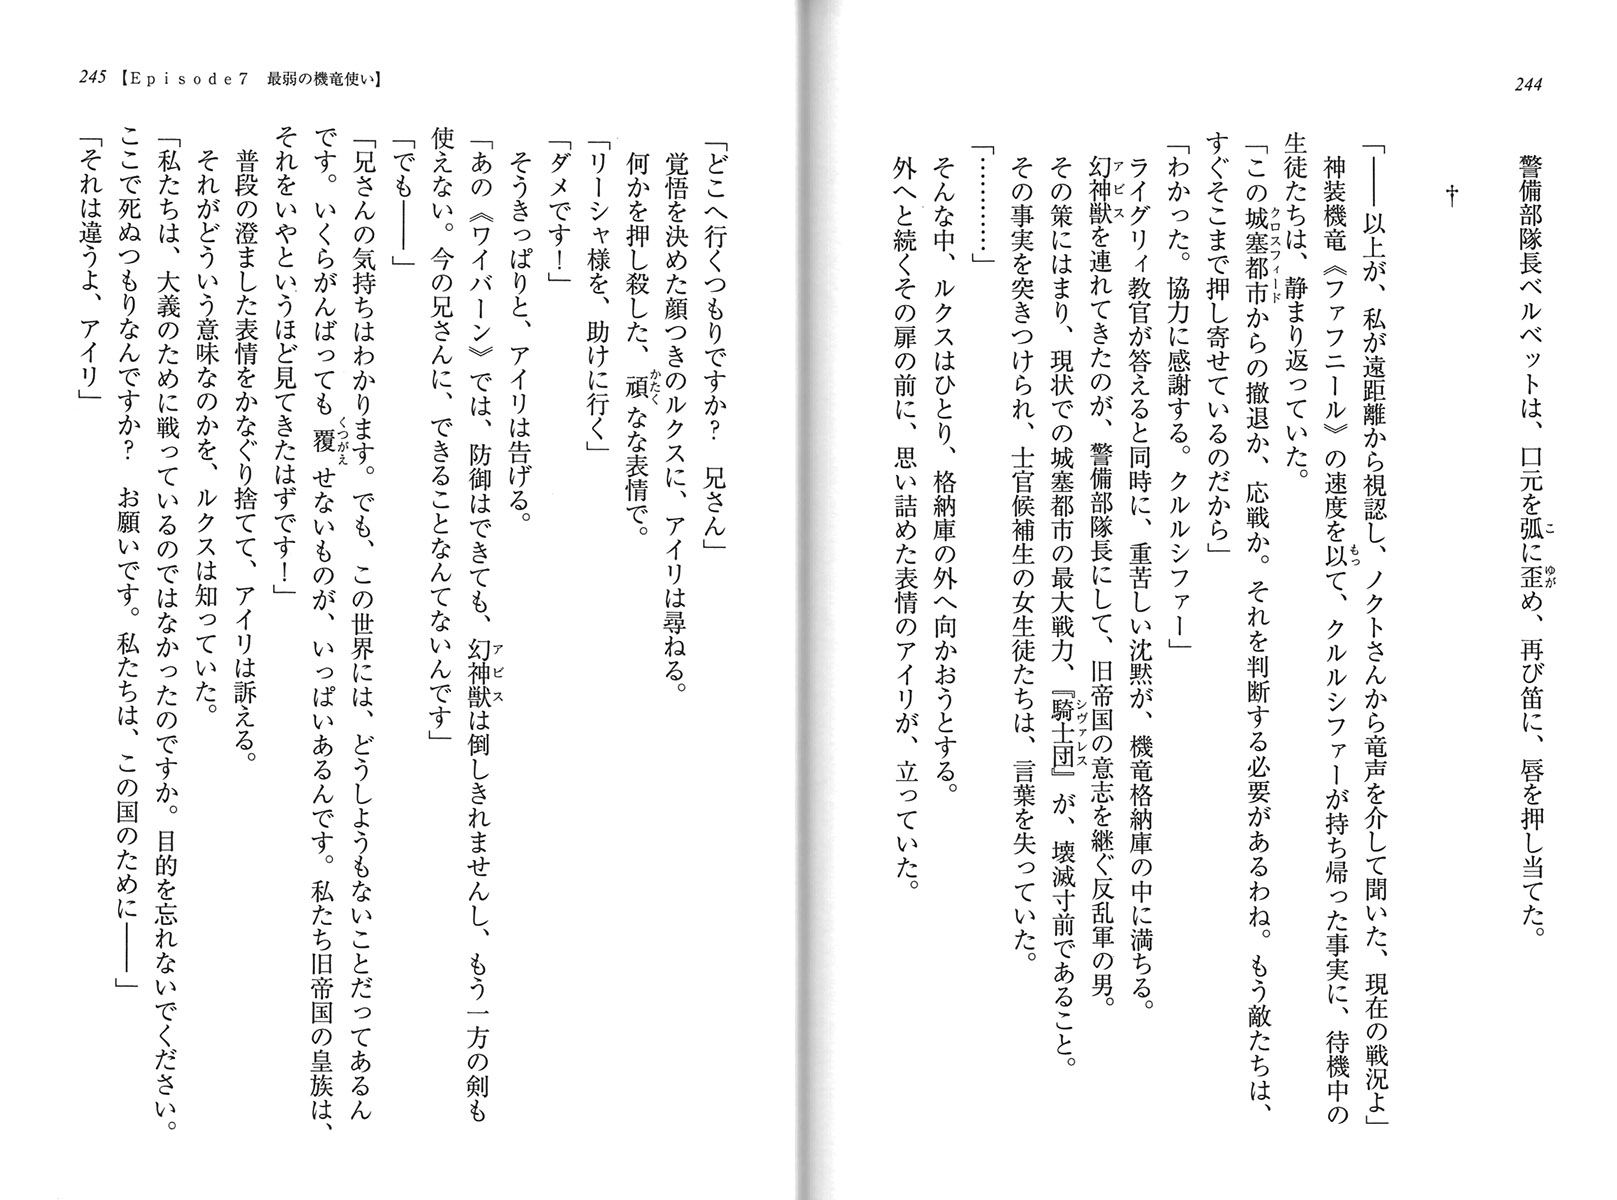 244
警備部隊長ベルベットは、口元を弧に歪め、再び笛に、唇を押し当てた。
†
「――以上が、私が遠距離から視認し、ノクトさんから竜声を介して聞いた、現在の戦況よ」
神装機竜《ファフニール》の速度を以て、クルルシファーが持ち帰った事実に、待機中の
生徒たちは、静まり返っていた。
「この城塞都市からの撤退か、応戦か。それを判断する必要があるわね。もう敵たちは、
すぐそこまで押し寄せているのだから」
「わかった。協力に感謝する。クルルシファー」
ライグリィ教官が答えると同時に、重苦しい沈黙が、機竜格納庫の中に満ちる。
幻神獣を連れてきたのが、警備部隊長にして、旧帝国の意志を継ぐ反乱軍の男。
その策にはまり、現状での城塞都市の最大戦力、『騎士団』が、壊滅寸前であること。
その事実を突きつけられ、士官候補生の女生徒たちは、言葉を失っていた。
「…………」
そんな中、ルクスはひとり、格納庫の外へ向かおうとする。
外へと続くその扉の前に、思い詰めた表情のアイリが、立っていた。
245 【Episode7 最弱の機竜使い】
「どこへ行くつもりですか? 兄さん」
覚悟を決めた顔つきのルクスに、アイリは尋ねる。
何かを押し殺した、頑なな表情で。
「リーシャ様を、助けに行く」
「ダメです!」
そうきっぱりと、アイリは告げる。
「あの《ワイバーン》では、防御はできても、幻神獣は倒しきれませんし、もう一方の剣も
使えない。今の兄さんに、できることなんてないんです」
「でも――」
「兄さんの気持ちはわかります。でも、この世界には、どうしようもないことだってあるん
です。いくらがんばっても覆せないものが、いっぱいあるんです。私たち旧帝国の皇族は、
それをいやというほど見てきたはずです!」
普段の澄ました表情をかなぐり捨てて、アイリは訴える。
それがどういう意味なのかを、ルクスは知っていた。
「私たちは、大義のために戦っているのではなかったのですか。目的を忘れないでください。
ここで死ぬつもりなんですか? お願いです。私たちは、この国のために――」
「それは違うよ、アイリ」